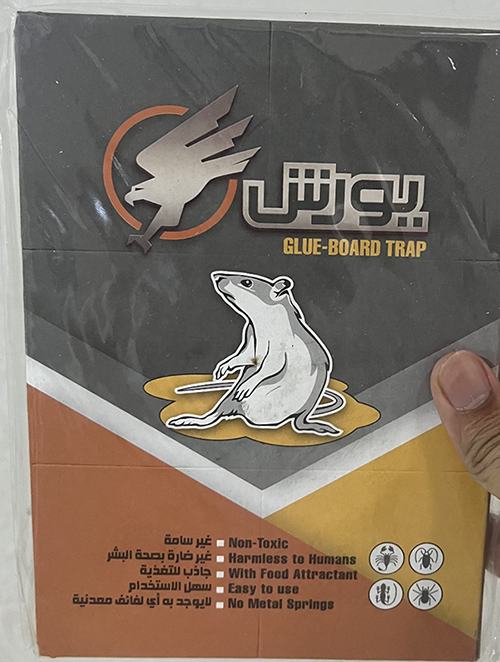 يورش
GLUE-BOARD TRAP
غير سامة ■ Non-Toxic
غير ضارة بصحة البشر ■ Harmless to Humans
جاذب للتغذية ■ With Food Attractant
سهل الاستخدام ■ Easy to use
لايوجد به أي لفائف معدنية ■ No Metal Springs